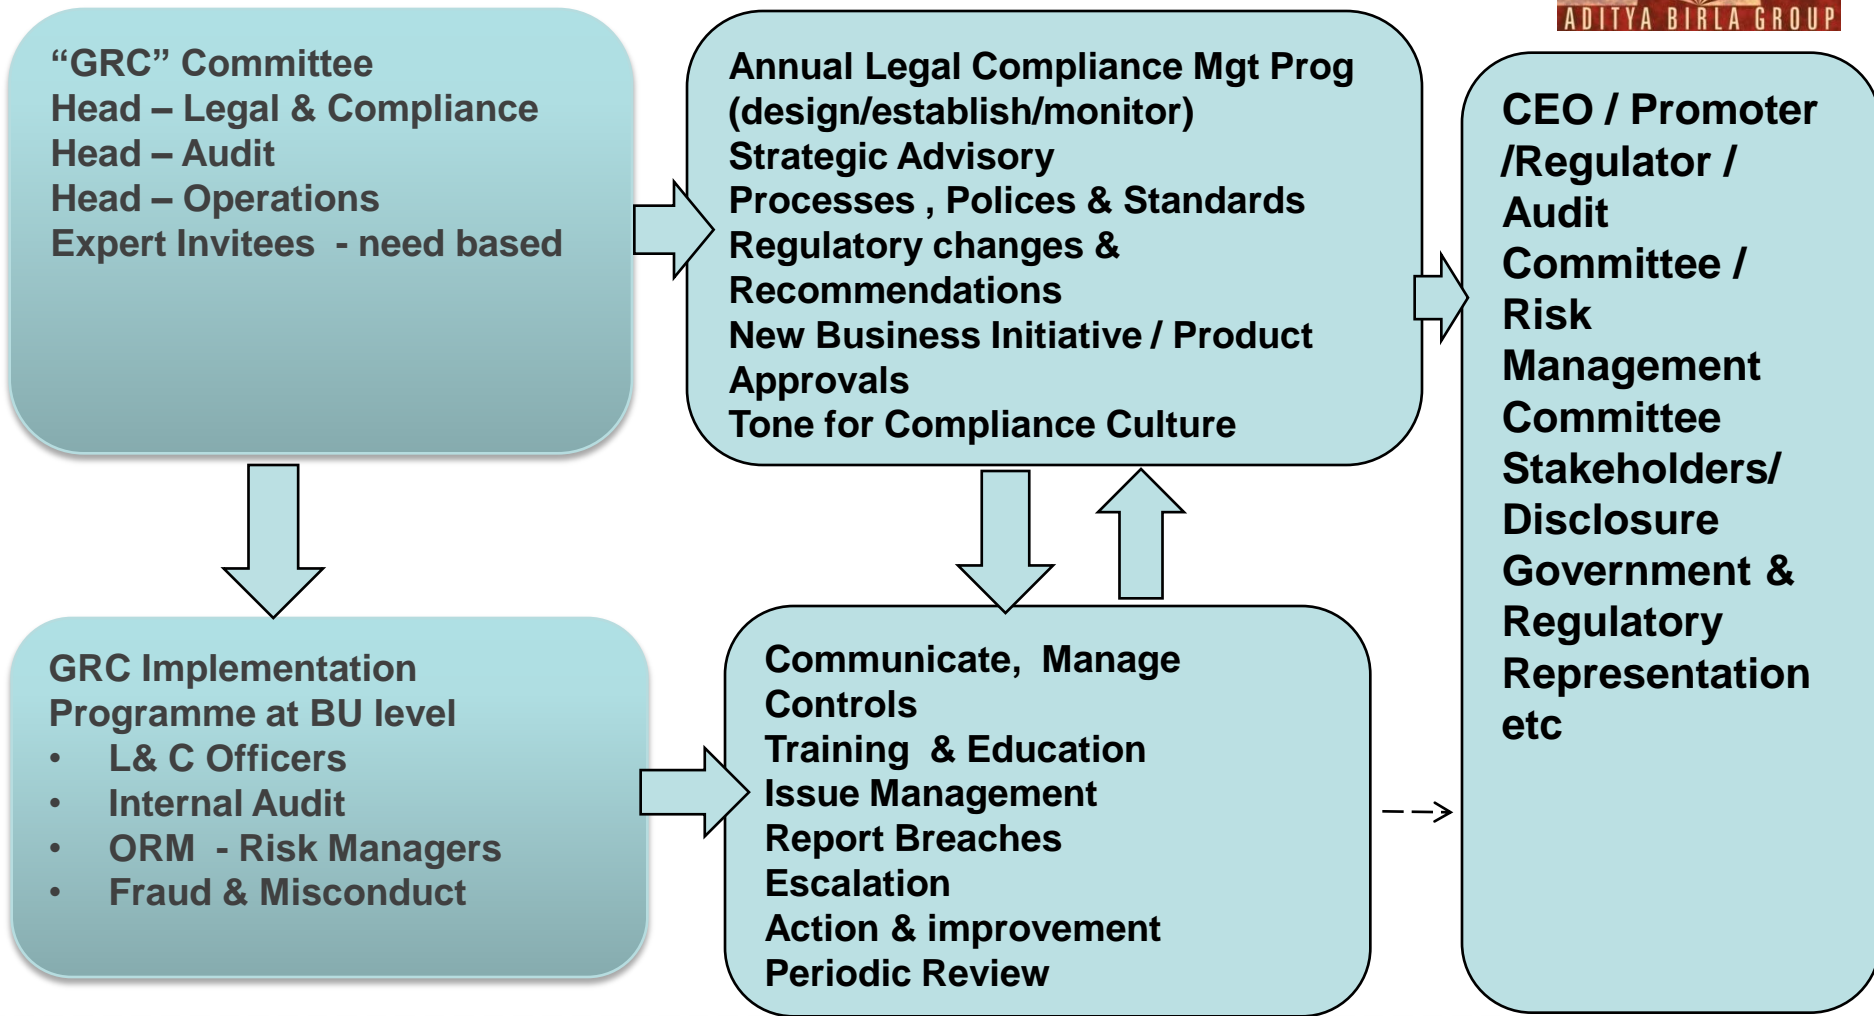 ADITYA BIRLA GROUP
“GRC” Committee
Head – Legal & Compliance
Head – Audit
Head – Operations
Expert Invitees - need based
Annual Legal Compliance Mgt Prog
(design/establish/monitor)
Strategic Advisory
Processes , Polices & Standards
Regulatory changes &
Recommendations
New Business Initiative / Product
Approvals
Tone for Compliance Culture
CEO / Promoter
/Regulator /
Audit
Committee /
Risk
Management
Committee
Stakeholders/
Disclosure
Government &
Regulatory
Representation
etc
GRC Implementation
Programme at BU level
• L& C Officers
• Internal Audit
• ORM - Risk Managers
• Fraud & Misconduct
Communicate, Manage
Controls
Training & Education
Issue Management
Report Breaches
Escalation
Action & improvement
Periodic Review